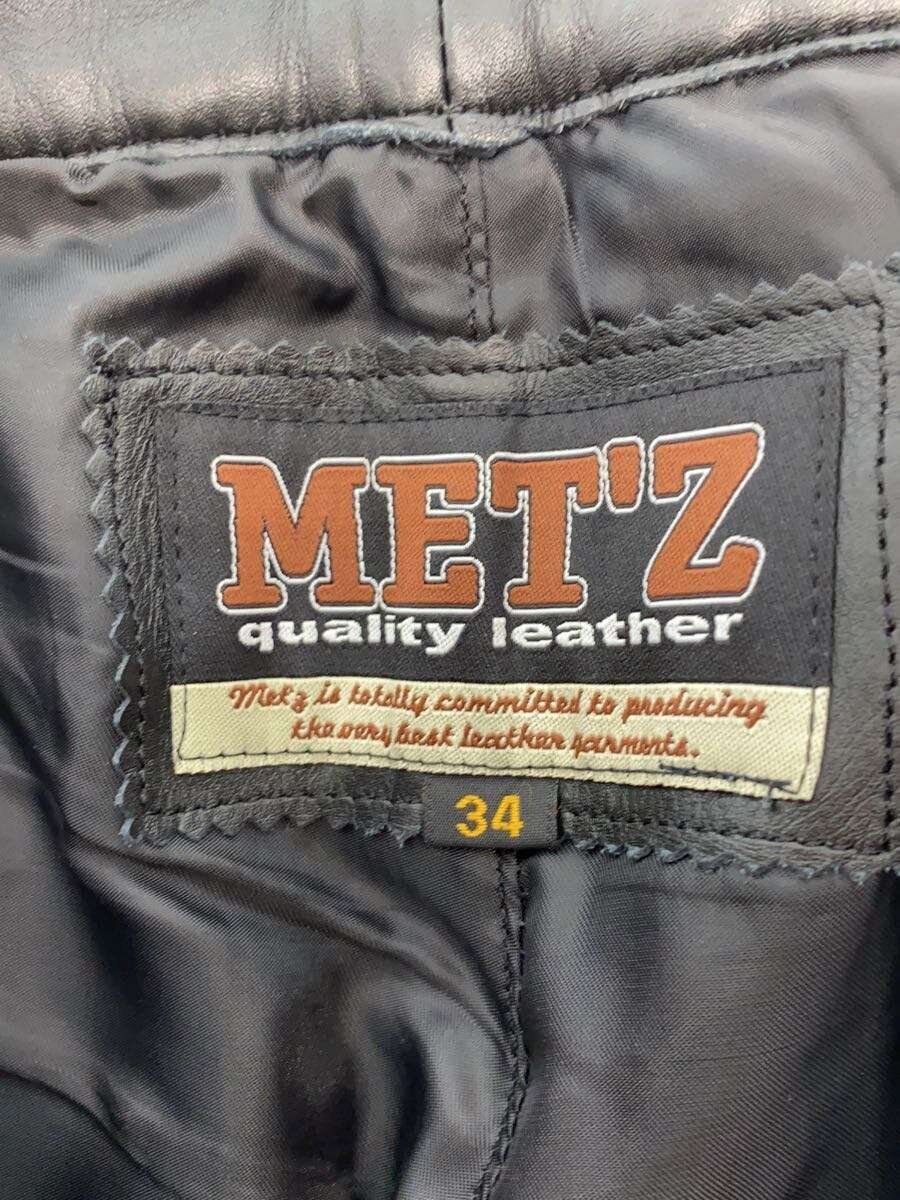 MET'Z
quality leather
Met'z is totally committed to producing
the very best leather garments.
34